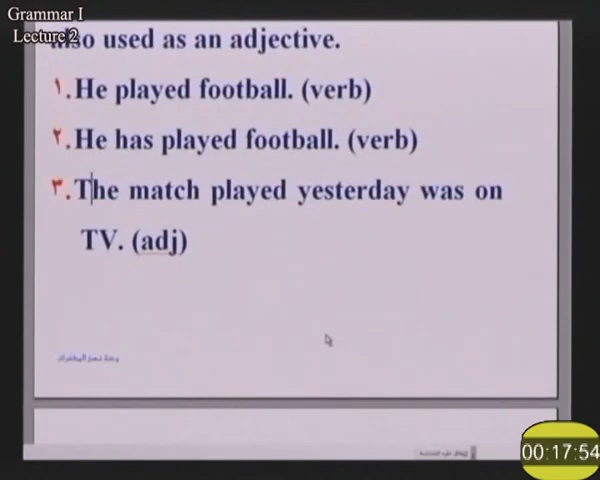 Grammar I
Lecture 2
also used as an adjective.
١.He played football. (verb)
٢.He has played football. (verb)
٣.The match played yesterday was on
TV. (adj)
00:17:54